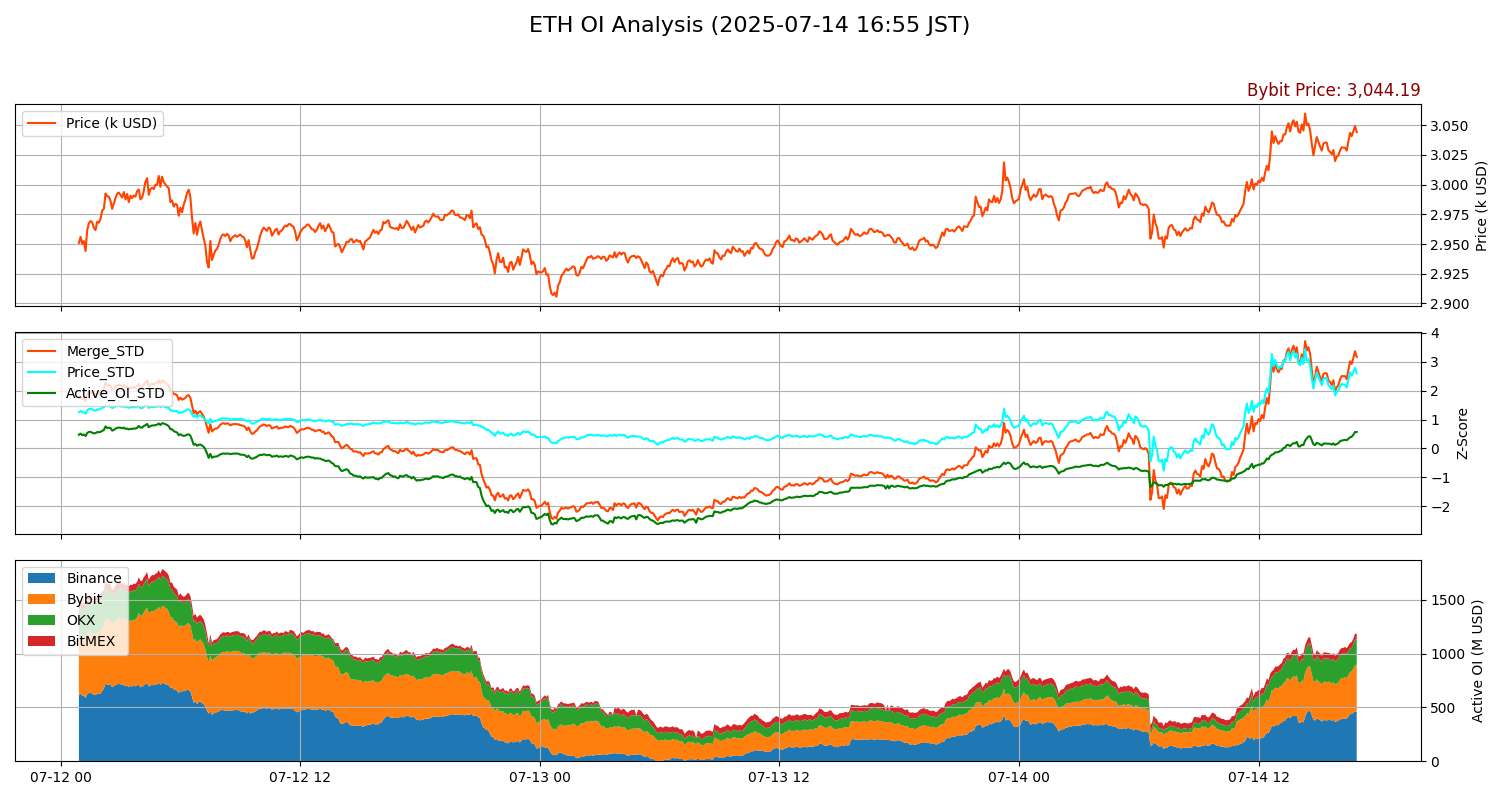 ETH OI Analysis (2025-07-14 16:55 JST)
Bybit Price: 3,044.19
Price (k USD)
3.050
3.025
3.000
2.975
2.950
2.925
2.900
Price (k USD)
Merge_STD
Price_STD
Active_OI_STD
4
3
2
1
0
−1
−2
Z-Score
Binance
Bybit
OKX
BitMEX
1500
1000
500
0
Active OI (M USD)
07-12 00
07-12 12
07-13 00
07-13 12
07-14 00
07-14 12